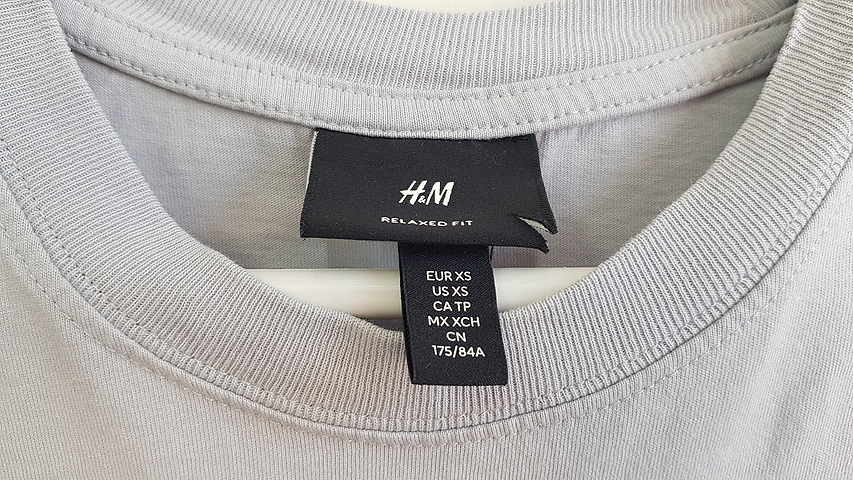 H&M
RELAXED FIT
EUR XS
US XS
CA TP
MX XCH
CN
175/84A